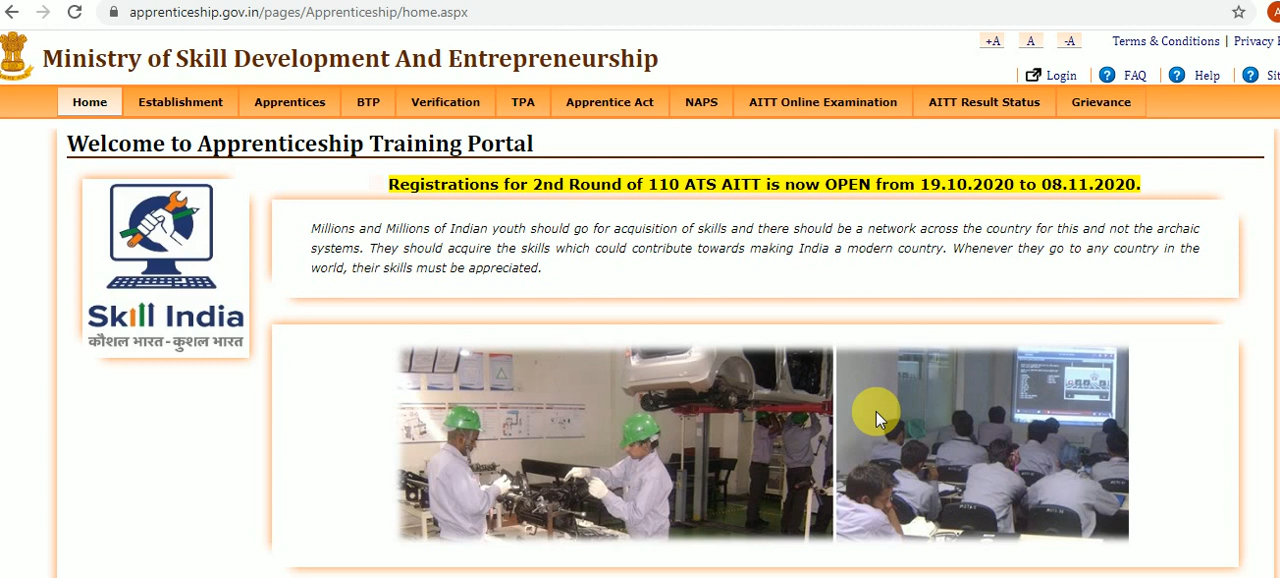 apprenticeship.gov.in/pages/Apprenticeship/home.aspx
Ministry of Skill Development And Entrepreneurship
+A A -A Terms & Conditions | Privacy
Login FAQ Help
Home Establishment Apprentices BTP Verification TPA Apprentice Act NAPS AITT Online Examination AITT Result Status Grievance
Welcome to Apprenticeship Training Portal
Registrations for 2nd Round of 110 ATS AITT is now OPEN from 19.10.2020 to 08.11.2020.
Millions and Millions of Indian youth should go for acquisition of skills and there should be a network across the country for this and not the archaic
systems. They should acquire the skills which could contribute towards making India a modern country. Whenever they go to any country in the
world, their skills must be appreciated.
Skill India
कौशल भारत - कुशल भारत